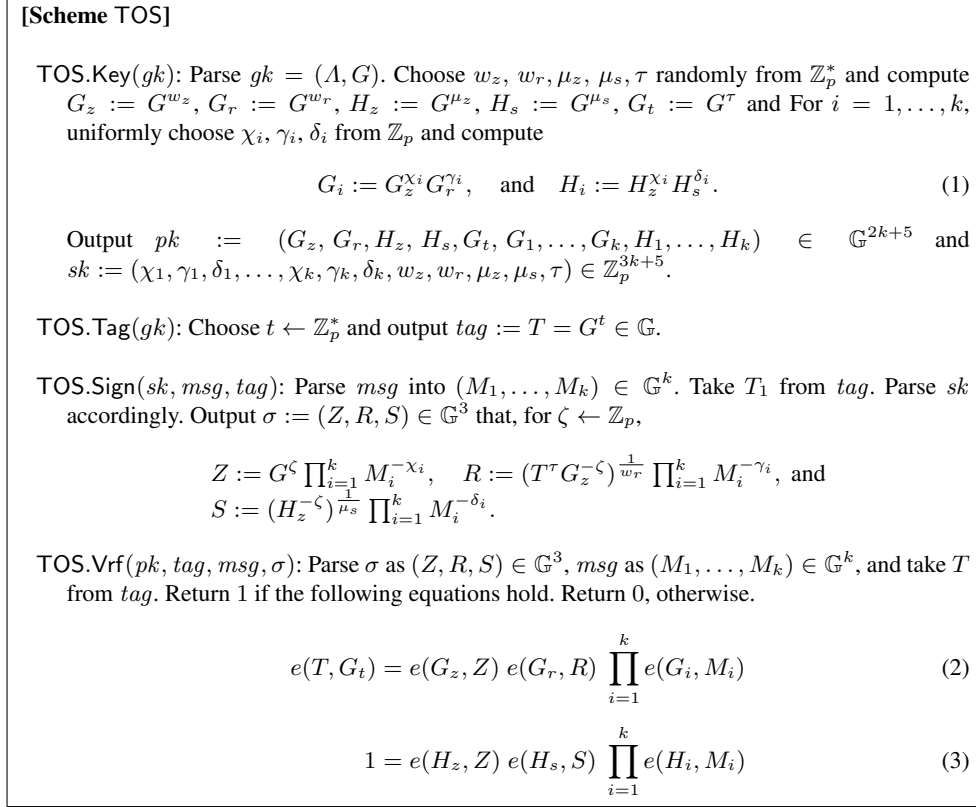 [Scheme TOS]
TOS.Key(gk): Parse gk = (Λ, G). Choose w_z, w_r, μ_z, μ_s, τ randomly from ℤ_p^* and compute
G_z := G^{w_z}, G_r := G^{w_r}, H_z := G^{μ_z}, H_s := G^{μ_s}, G_t := G^τ and For i = 1, . . . , k,
uniformly choose χ_i, γ_i, δ_i from ℤ_p and compute
G_i := G_z^{χ_i} G_r^{γ_i}, and H_i := H_z^{χ_i} H_s^{δ_i}. (1)
Output pk := (G_z, G_r, H_z, H_s, G_t, G_1, . . . , G_k, H_1, . . . , H_k) ∈ 𝔾^{2k+5} and
sk := (χ_1, γ_1, δ_1, . . . , χ_k, γ_k, δ_k, w_z, w_r, μ_z, μ_s, τ) ∈ ℤ_p^{3k+5}.
TOS.Tag(gk): Choose t ← ℤ_p^* and output tag := T = G^t ∈ 𝔾.
TOS.Sign(sk, msg, tag): Parse msg into (M_1, . . . , M_k) ∈ 𝔾^k. Take T_1 from tag. Parse sk
accordingly. Output σ := (Z, R, S) ∈ 𝔾^3 that, for ζ ← ℤ_p,
Z := G^ζ ∏_{i=1}^k M_i^{-χ_i}, R := (T^τ G_z^{-ζ})^{\frac{1}{w_r}} ∏_{i=1}^k M_i^{-γ_i}, and
S := (H_z^{-ζ})^{\frac{1}{μ_s}} ∏_{i=1}^k M_i^{-δ_i}.
TOS.Vrf(pk, tag, msg, σ): Parse σ as (Z, R, S) ∈ 𝔾^3, msg as (M_1, . . . , M_k) ∈ 𝔾^k, and take T
from tag. Return 1 if the following equations hold. Return 0, otherwise.
e(T, G_t) = e(G_z, Z) e(G_r, R) ∏_{i=1}^k e(G_i, M_i) (2)
1 = e(H_z, Z) e(H_s, S) ∏_{i=1}^k e(H_i, M_i) (3)